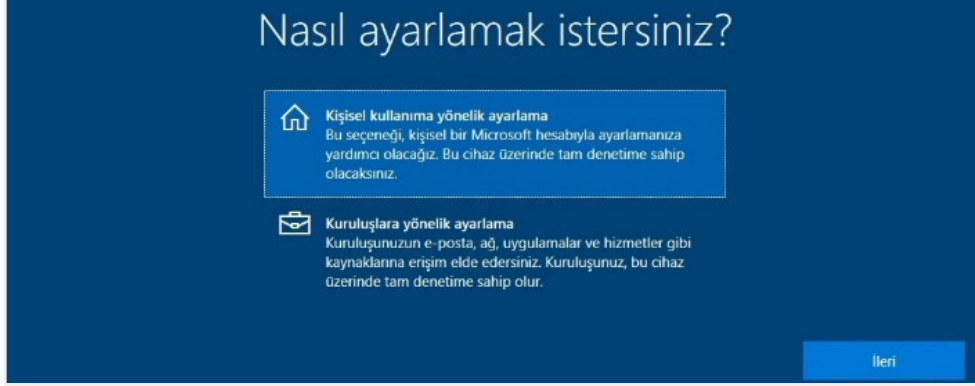 Nasıl ayarlamak istersiniz?
Kişisel kullanıma yönelik ayarlama
Bu seçeneği, kişisel bir Microsoft hesabıyla ayarlamanıza
yardımcı olacağız. Bu cihaz üzerinde tam denetime sahip
olacaksınız.
Kuruluşlara yönelik ayarlama
Kuruluşunuzun e-posta, ağ, uygulamalar ve hizmetler gibi
kaynaklarına erişim elde edersiniz. Kuruluşunuz, bu cihaz
üzerinde tam denetime sahip olur.
İleri